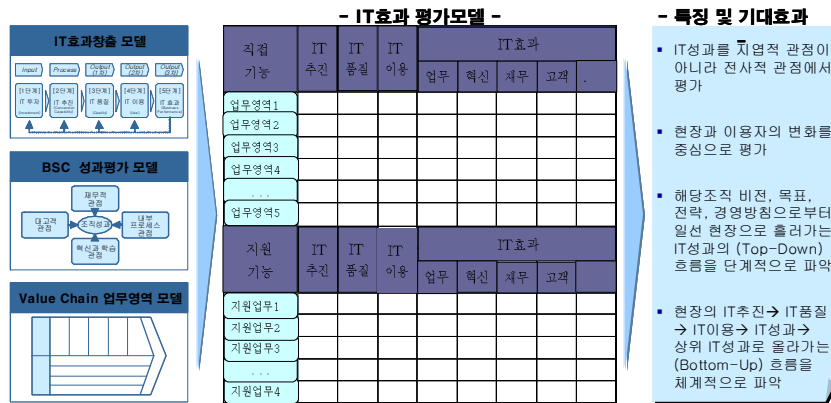 - IT효과 평가모델 -
- 특징 및 기대효과
IT효과창출 모델
Input
Process
Output
(1차)
Output
(2차)
Output
(3차)
[1단계]
IT 투자
(Investment)
[2단계]
IT 추진
(Conversion
Capability)
[3단계]
IT 품질
(Quality)
[4단계]
IT 이용
(Use)
[5단계]
IT 효과
(Business
Performance)
BSC 성과평가 모델
재무적
관점
대고객
관점
조직성과
내부
프로세스
관점
혁신과 학습
관점
Value Chain 업무영역 모델
직접
기능
IT
추진
IT
품질
IT
이용
IT효과
업무
혁신
재무
고객
.
업무영역1
업무영역2
업무영역3
업무영역4
...
업무영역5
지원
기능
IT
추진
IT
품질
IT
이용
IT효과
업무
혁신
재무
고객
지원업무1
지원업무2
지원업무3
...
지원업무4
▪ IT성과를 지엽적 관점이
아니라 전사적 관점에서
평가
▪ 현장과 이용자의 변화를
중심으로 평가
▪ 해당조직 비전, 목표,
전략, 경영방침으로부터
일선 현장으로 흘러가는
IT성과의 (Top-Down)
흐름을 단계적으로 파악
▪ 현장의 IT추진→ IT품질
→ IT이용→ IT성과→
상위 IT성과로 올라가는
(Bottom-Up) 흐름을
체계적으로 파악